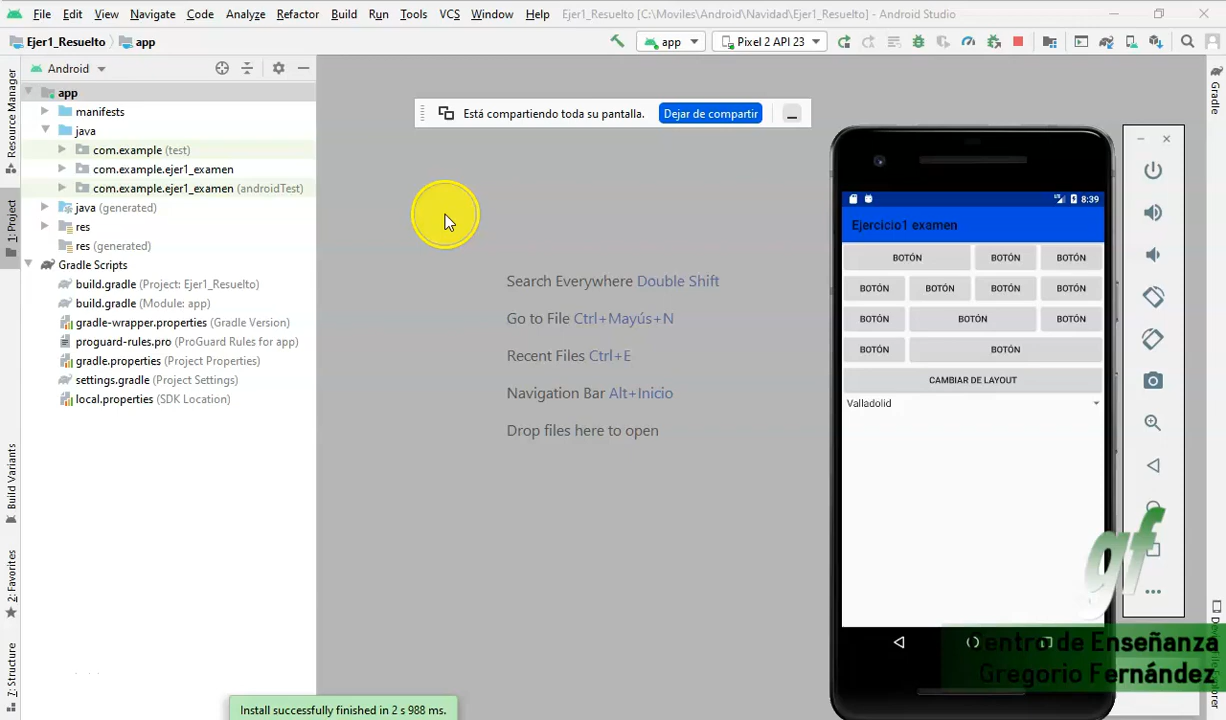 File Edit View Navigate Code Analyze Refactor Build Run Tools VCS Window Help Ejer1_Resuelto [C:\Moviles\Android\Navidad\Ejer1_Resuelto] - Android Studio
Ejer1_Resuelto app
app Pixel 2 API 23
Android
Resource Manager
1: Project
Build Variants
2: Favorites
7: Structure
app
manifests
java
com.example (test)
com.example.ejer1_examen
com.example.ejer1_examen (androidTest)
java (generated)
res
res (generated)
Gradle Scripts
build.gradle (Project: Ejer1_Resuelto)
build.gradle (Module: app)
gradle-wrapper.properties (Gradle Version)
proguard-rules.pro (ProGuard Rules for app)
gradle.properties (Project Properties)
settings.gradle (Project Settings)
local.properties (SDK Location)
Está compartiendo toda su pantalla. Dejar de compartir
Search Everywhere Double Shift
Go to File Ctrl+Mayús+N
Recent Files Ctrl+E
Navigation Bar Alt+Inicio
Drop files here to open
8:39
Ejercicio1 examen
BOTÓN BOTÓN BOTÓN
BOTÓN BOTÓN BOTÓN BOTÓN
BOTÓN BOTÓN BOTÓN
BOTÓN BOTÓN
CAMBIAR DE LAYOUT
Valladolid
Gradle
gf
Centro de Enseñanza
Gregorio Fernández
Install successfully finished in 2 s 988 ms.